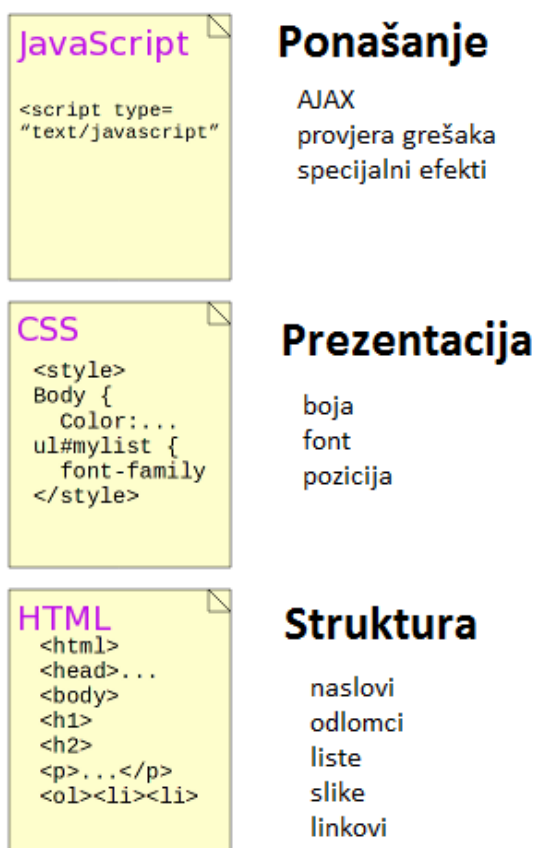 JavaScript
<script type=
“text/javascript”
Ponašanje
AJAX
provjera grešaka
specijalni efekti
CSS
<style>
Body {
Color:...
ul#mylist {
font-family
</style>
Prezentacija
boja
font
pozicija
HTML
<html>
<head>...
<body>
<h1>
<h2>
<p>...</p>
<ol><li><li>
Struktura
naslovi
odlomci
liste
slike
linkovi